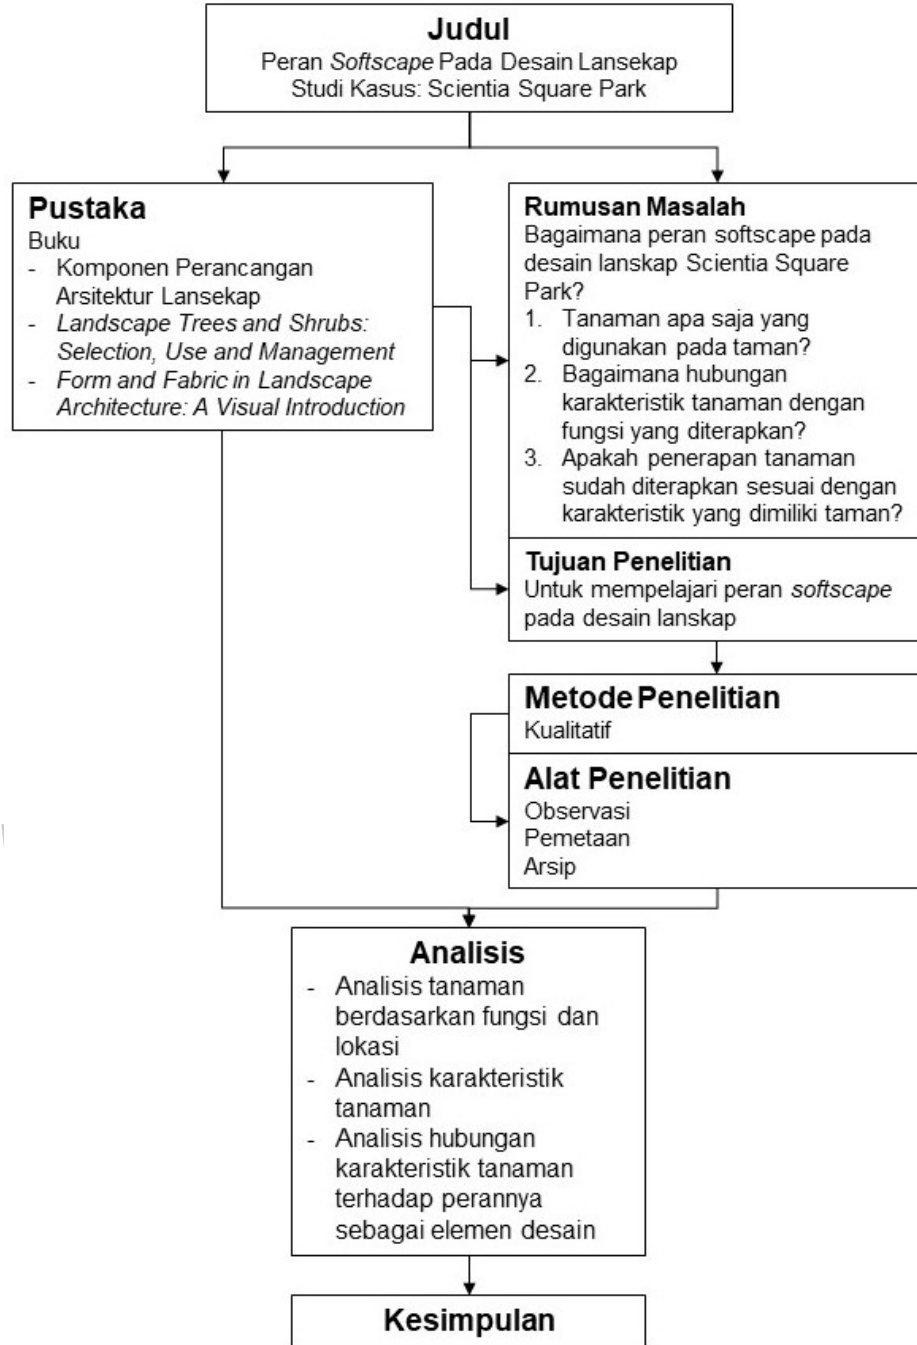 Judul
Peran Softscape Pada Desain Lansekap
Studi Kasus: Scientia Square Park
Pustaka
Buku
- Komponen Perancangan
Arsitektur Lansekap
- Landscape Trees and Shrubs:
Selection, Use and Management
- Form and Fabric in Landscape
Architecture: A Visual Introduction
Rumusan Masalah
Bagaimana peran softscape pada
desain lanskap Scientia Square
Park?
1. Tanaman apa saja yang
digunakan pada taman?
2. Bagaimana hubungan
karakteristik tanaman dengan
fungsi yang diterapkan?
3. Apakah penerapan tanaman
sudah diterapkan sesuai dengan
karakteristik yang dimiliki taman?
Tujuan Penelitian
Untuk mempelajari peran softscape
pada desain lanskap
Metode Penelitian
Kualitatif
Alat Penelitian
Observasi
Pemetaan
Arsip
Analisis
- Analisis tanaman
berdasarkan fungsi dan
lokasi
- Analisis karakteristik
tanaman
- Analisis hubungan
karakteristik tanaman
terhadap perannya
sebagai elemen desain
Kesimpulan